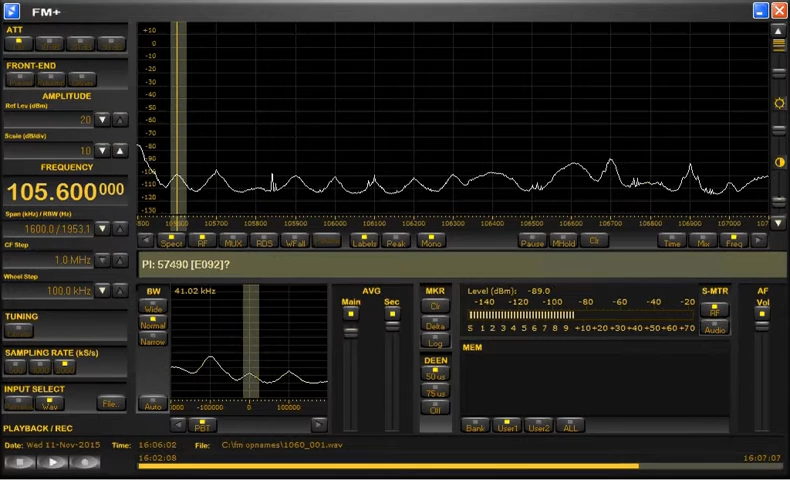 FM+
ATT
FRONT-END
AMPLITUDE
Ref Lev (dBm)
20
Scale (dB/div)
10
FREQUENCY
105.600 000
Span (kHz) / RBW (Hz)
1600.0 / 1953.1
CF Step
1.0 MHz
Wheel Step
100.0 kHz
TUNING
SAMPLING RATE (kS/s)
INPUT SELECT
Wav File
+10
0
-10
-20
-30
-40
-50
-60
-70
-80
-90
-100
-110
-120
-130
105700 105800 105900 106000 106100 106200 106300 106400 106500 106600 106700 106800 106900 107000
Spect RF MUX RDS WFall Labels Peak Mono Pause MHold Clr Time Mix Freq
PI: 57490 [E092]?
BW
Wide
Normal
Narrow
Auto
41.02 kHz
-100000 0 100000
PBT
AVG
Main Sec
MKR
Clr
Delta
Log
DEEN
50 us
75 us
Off
Level (dBm): -89.0
-140 -120 -100 -80 -60 -40 -20
S 1 2 3 4 5 6 7 8 9 +10+20+30+40+50+60+70
S-MTR
RF
Audio
AF
Vol
MEM
Bank User1 User2 ALL
PLAYBACK / REC
Date: Wed 11-Nov-2015 Time: 16:06:02 File: C:\fm opnames\1060_001.wav
16:02:08 16:07:07